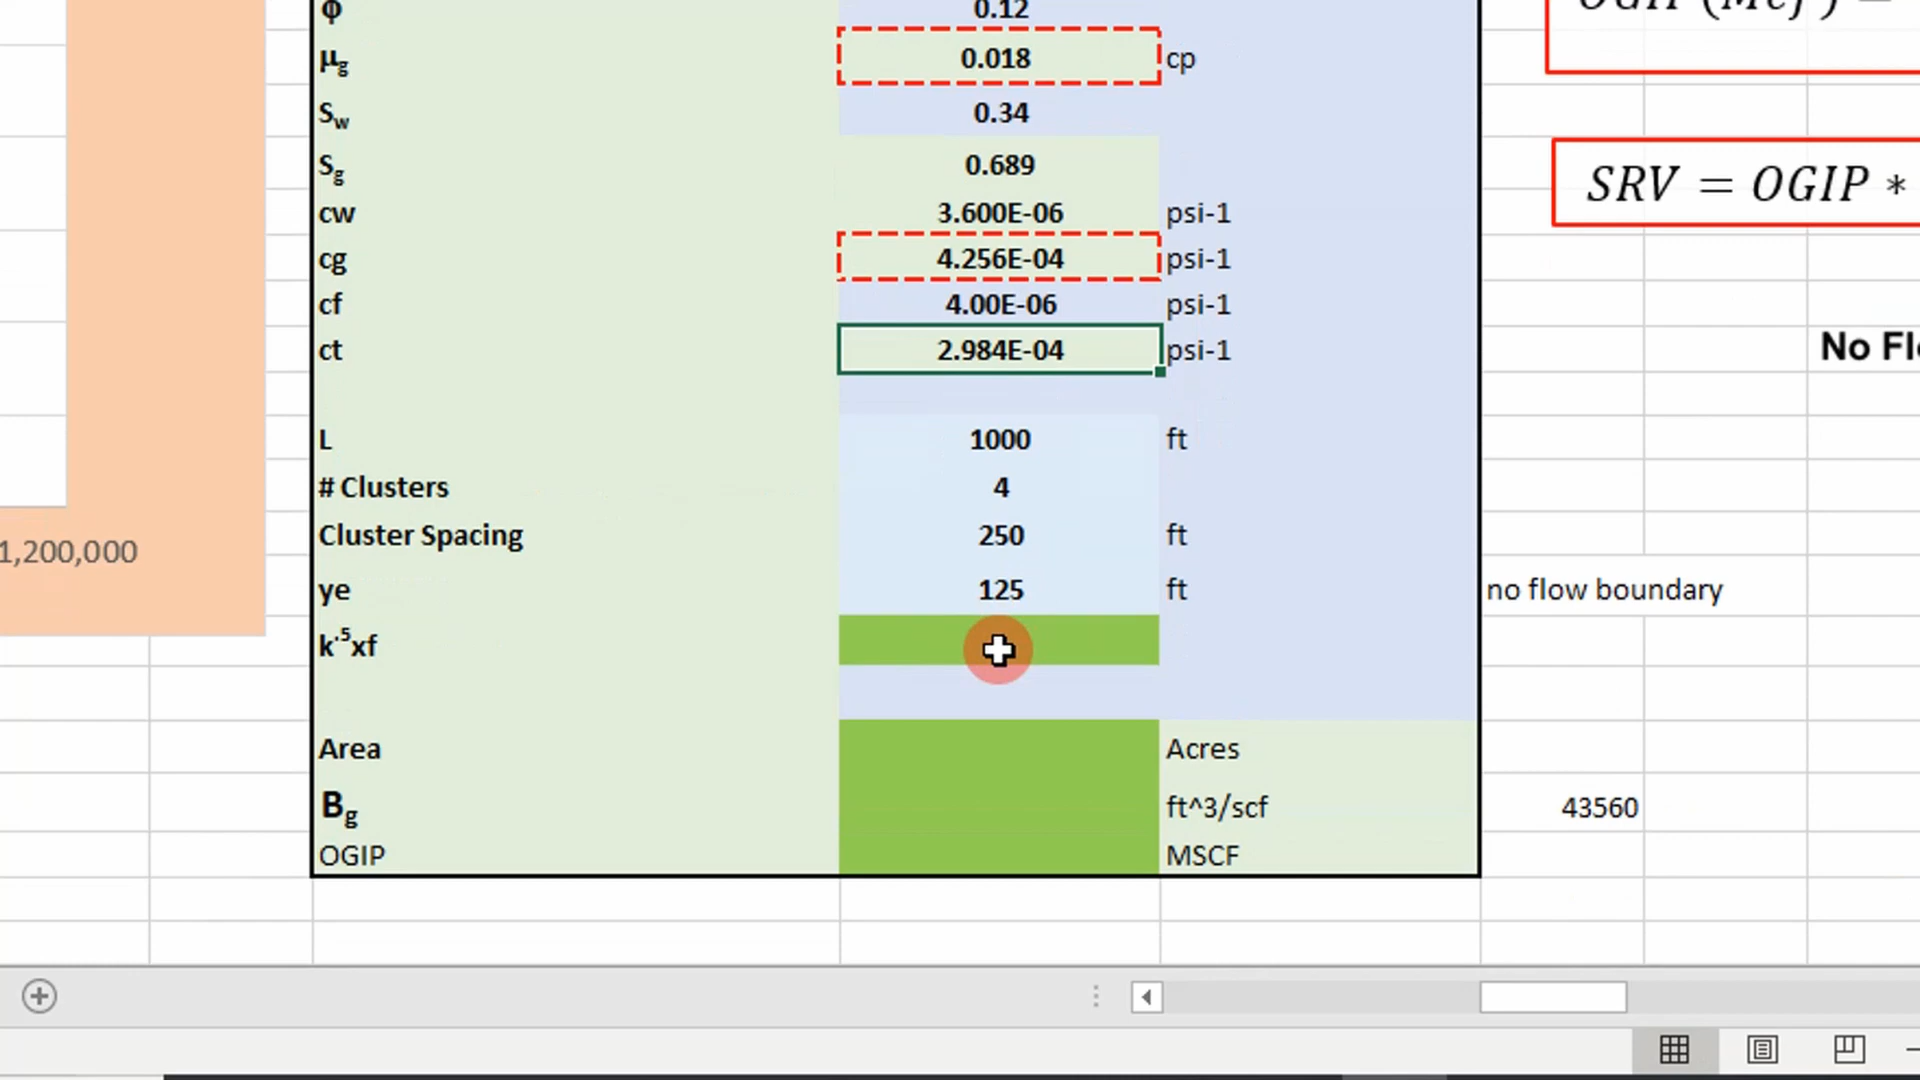 ϕ 0.12
OGIP (Mcf) =
μg 0.018 cp
Sw 0.34
Sg 0.689
SRV = OGIP *
cw 3.600E-06 psi-1
cg 4.256E-04 psi-1
cf 4.00E-06 psi-1
ct 2.984E-04 psi-1
No Fl
L 1000 ft
# Clusters 4
Cluster Spacing 250 ft
1,200,000
ye 125 ft no flow boundary
k.5xf
Area Acres
Bg ft^3/scf 43560
OGIP MSCF